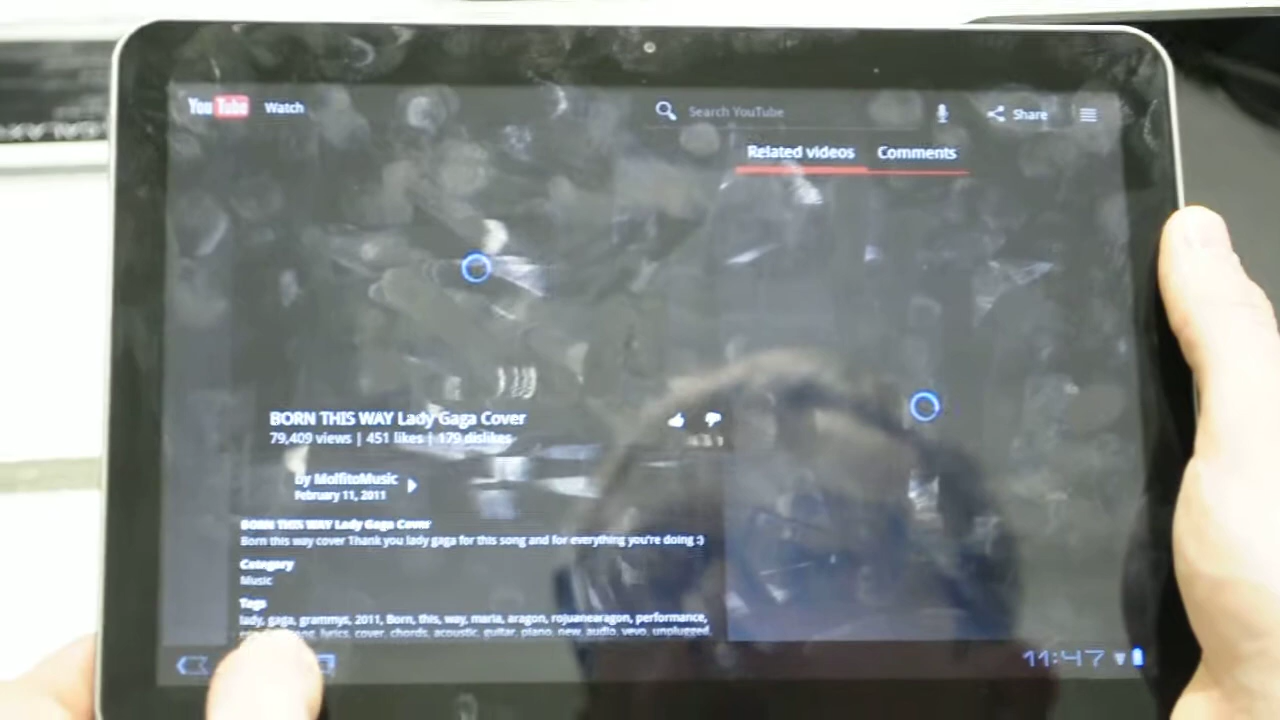 YouTube Watch Search YouTube Share
Related videos Comments
BORN THIS WAY Lady Gaga Cover
79,409 views | 451 likes | 179 dislikes
by MolfitoMusic
February 11, 2011
BORN THIS WAY Lady Gaga Cover
Born this way cover Thank you lady gaga for this song and for everything you're doing :)
Category
Music
Tags
lady, gaga, grammys, 2011, Born, this, way, maria, aragon, rojuanearagon, performance,
lyrics, cover, chords, acoustic, guitar, piano, new, audio, vevo, unplugged,
11:47